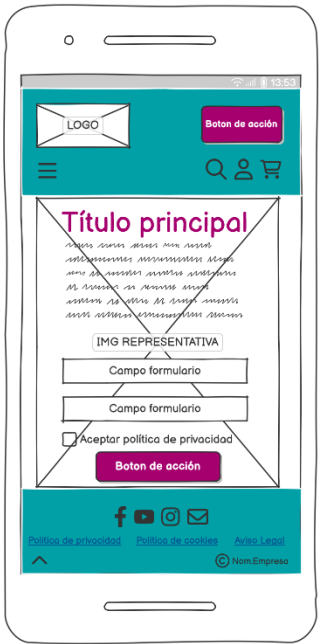 13:53
LOGO
Boton de acción
Título principal
IMG REPRESENTATIVA
Campo formulario
Campo formulario
Aceptar política de privacidad
Boton de acción
Política de privacidad Política de cookies Aviso Legal
© Nom.Empresa